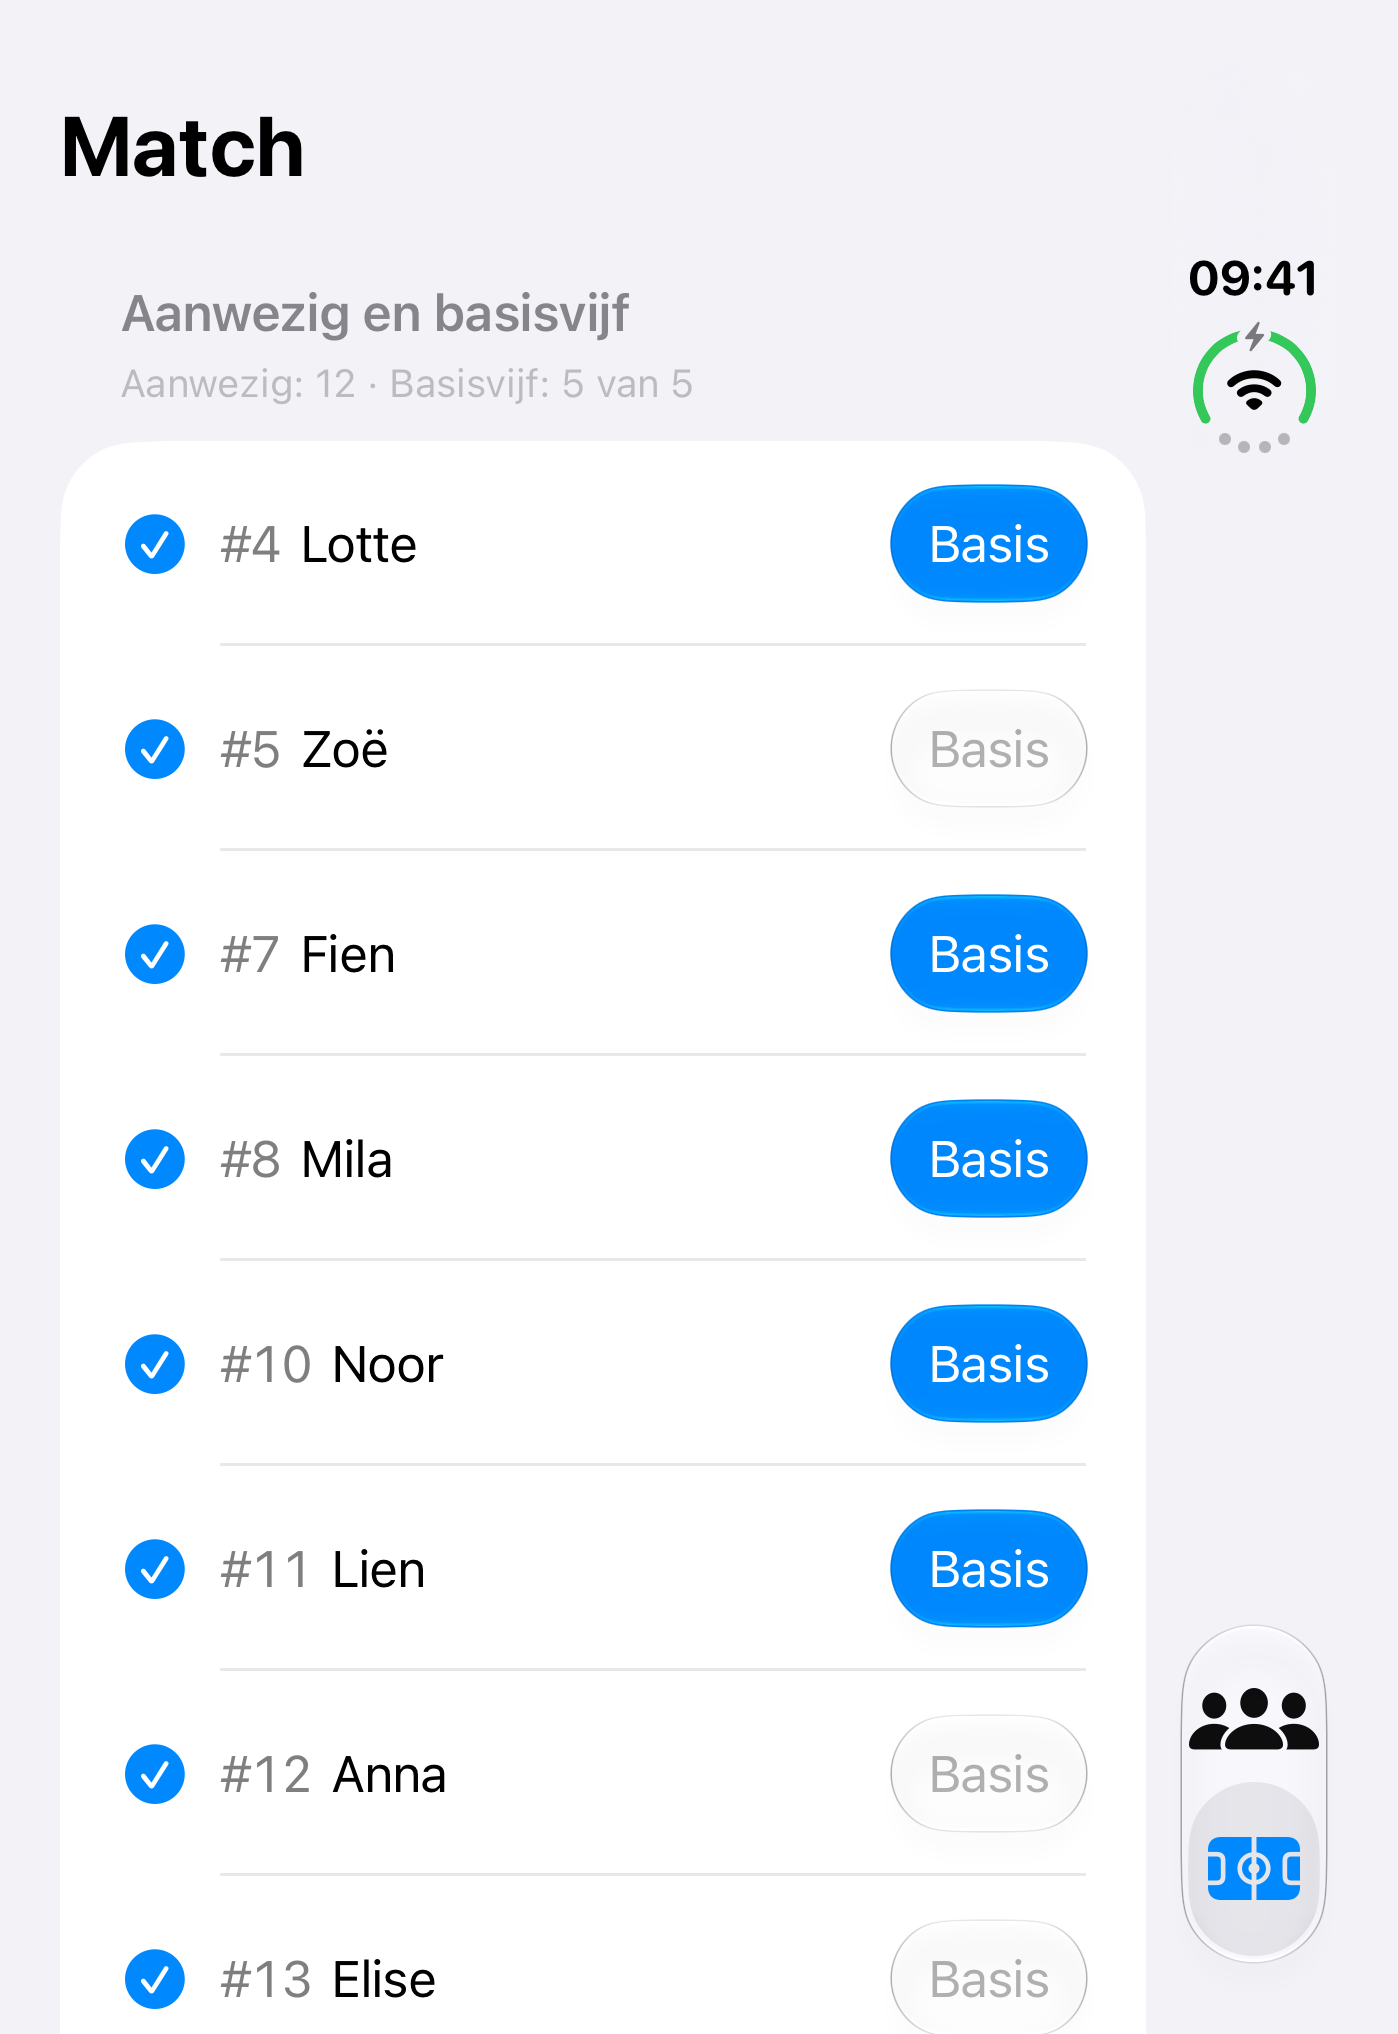 Match
09:41
Aanwezig en basisvijf
Aanwezig: 12 · Basisvijf: 5 van 5
#4 Lotte Basis
#5 Zoë Basis
#7 Fien Basis
#8 Mila Basis
#10 Noor Basis
#11 Lien Basis
#12 Anna Basis
#13 Elise Basis